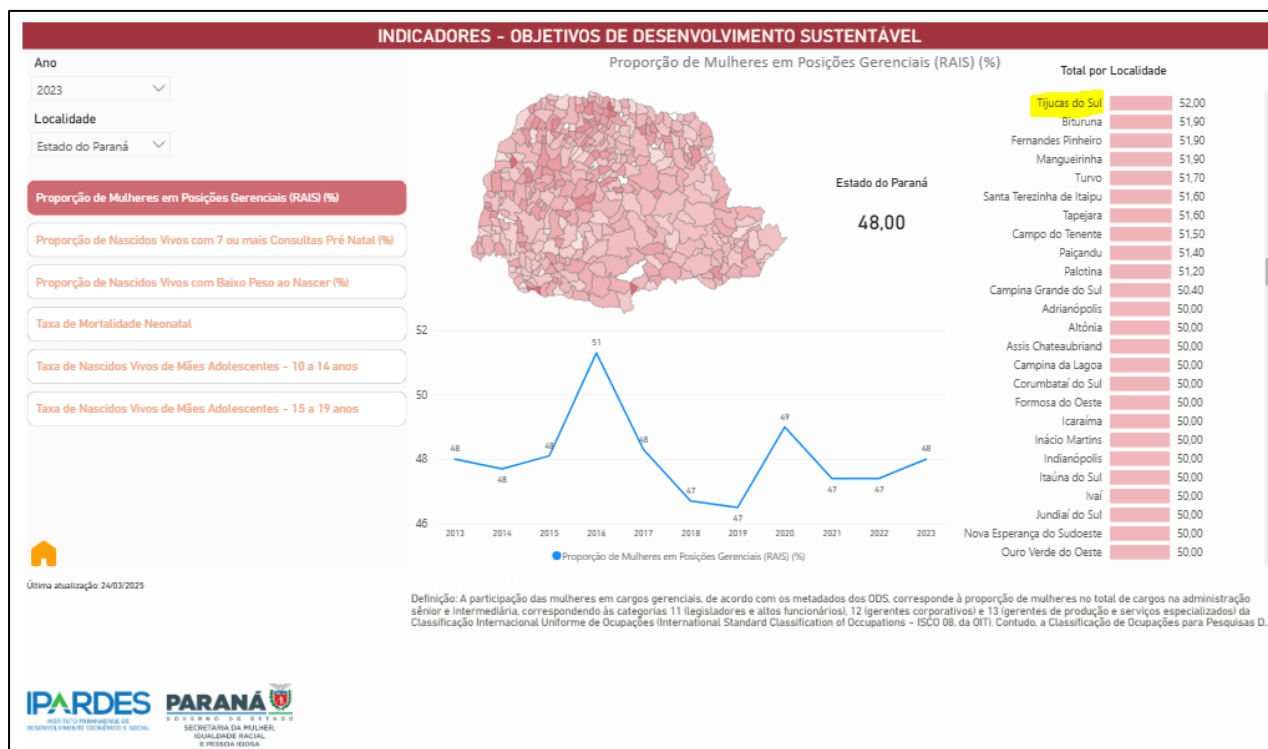 INDICADORES - OBJETIVOS DE DESENVOLVIMENTO SUSTENTÁVEL
Ano
2023
Localidade
Estado do Paraná
Proporção de Mulheres em Posições Gerenciais (RAIS) (%)
Proporção de Nascidos Vivos com 7 ou mais Consultas Pré Natal (%)
Proporção de Nascidos Vivos com Baixo Peso ao Nascer (%)
Taxa de Mortalidade Neonatal
Taxa de Nascidos Vivos de Mães Adolescentes - 10 a 14 anos
Taxa de Nascidos Vivos de Mães Adolescentes - 15 a 19 anos
Última atualização: 24/03/2025
Proporção de Mulheres em Posições Gerenciais (RAIS) (%)
Estado do Paraná
48,00
52
50
48
46
48
48
48
51
48
47
47
49
47
47
48
2013 2014 2015 2016 2017 2018 2019 2020 2021 2022 2023
Proporção de Mulheres em Posições Gerenciais (RAIS) (%)
Total por Localidade
Tijucas do Sul 52,00
Bituruna 51,90
Fernandes Pinheiro 51,90
Mangueirinha 51,90
Turvo 51,70
Santa Terezinha de Itaipu 51,60
Tapejara 51,60
Campo do Tenente 51,50
Paiçandu 51,40
Palotina 51,20
Campina Grande do Sul 50,40
Adrianópolis 50,00
Altônia 50,00
Assis Chateaubriand 50,00
Campina da Lagoa 50,00
Corumbataí do Sul 50,00
Formosa do Oeste 50,00
Icaraíma 50,00
Inácio Martins 50,00
Indianópolis 50,00
Itaúna do Sul 50,00
Ivaí 50,00
Jundiaí do Sul 50,00
Nova Esperança do Sudoeste 50,00
Ouro Verde do Oeste 50,00
Definição: A participação das mulheres em cargos gerenciais, de acordo com os metadados dos ODS, corresponde à proporção de mulheres no total de cargos na administração
sênior e intermediária, correspondendo às categorias 11 (legisladores e altos funcionários), 12 (gerentes corporativos) e 13 (gerentes de produção e serviços especializados) da
Classificação Internacional Uniforme de Ocupações (International Standard Classification of Occupations - ISCO 08, da OIT). Contudo, a Classificação de Ocupações para Pesquisas D...
IPARDES
INSTITUTO PARANAENSE DE
DESENVOLVIMENTO ECONÔMICO E SOCIAL
PARANÁ
GOVERNO DO ESTADO
SECRETARIA DA MULHER,
IGUALDADE RACIAL
E PESSOA IDOSA